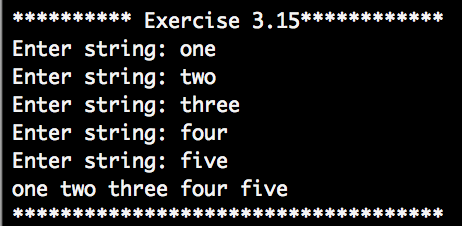 ********** Exercise 3.15************
Enter string: one
Enter string: two
Enter string: three
Enter string: four
Enter string: five
one two three four five
************************************